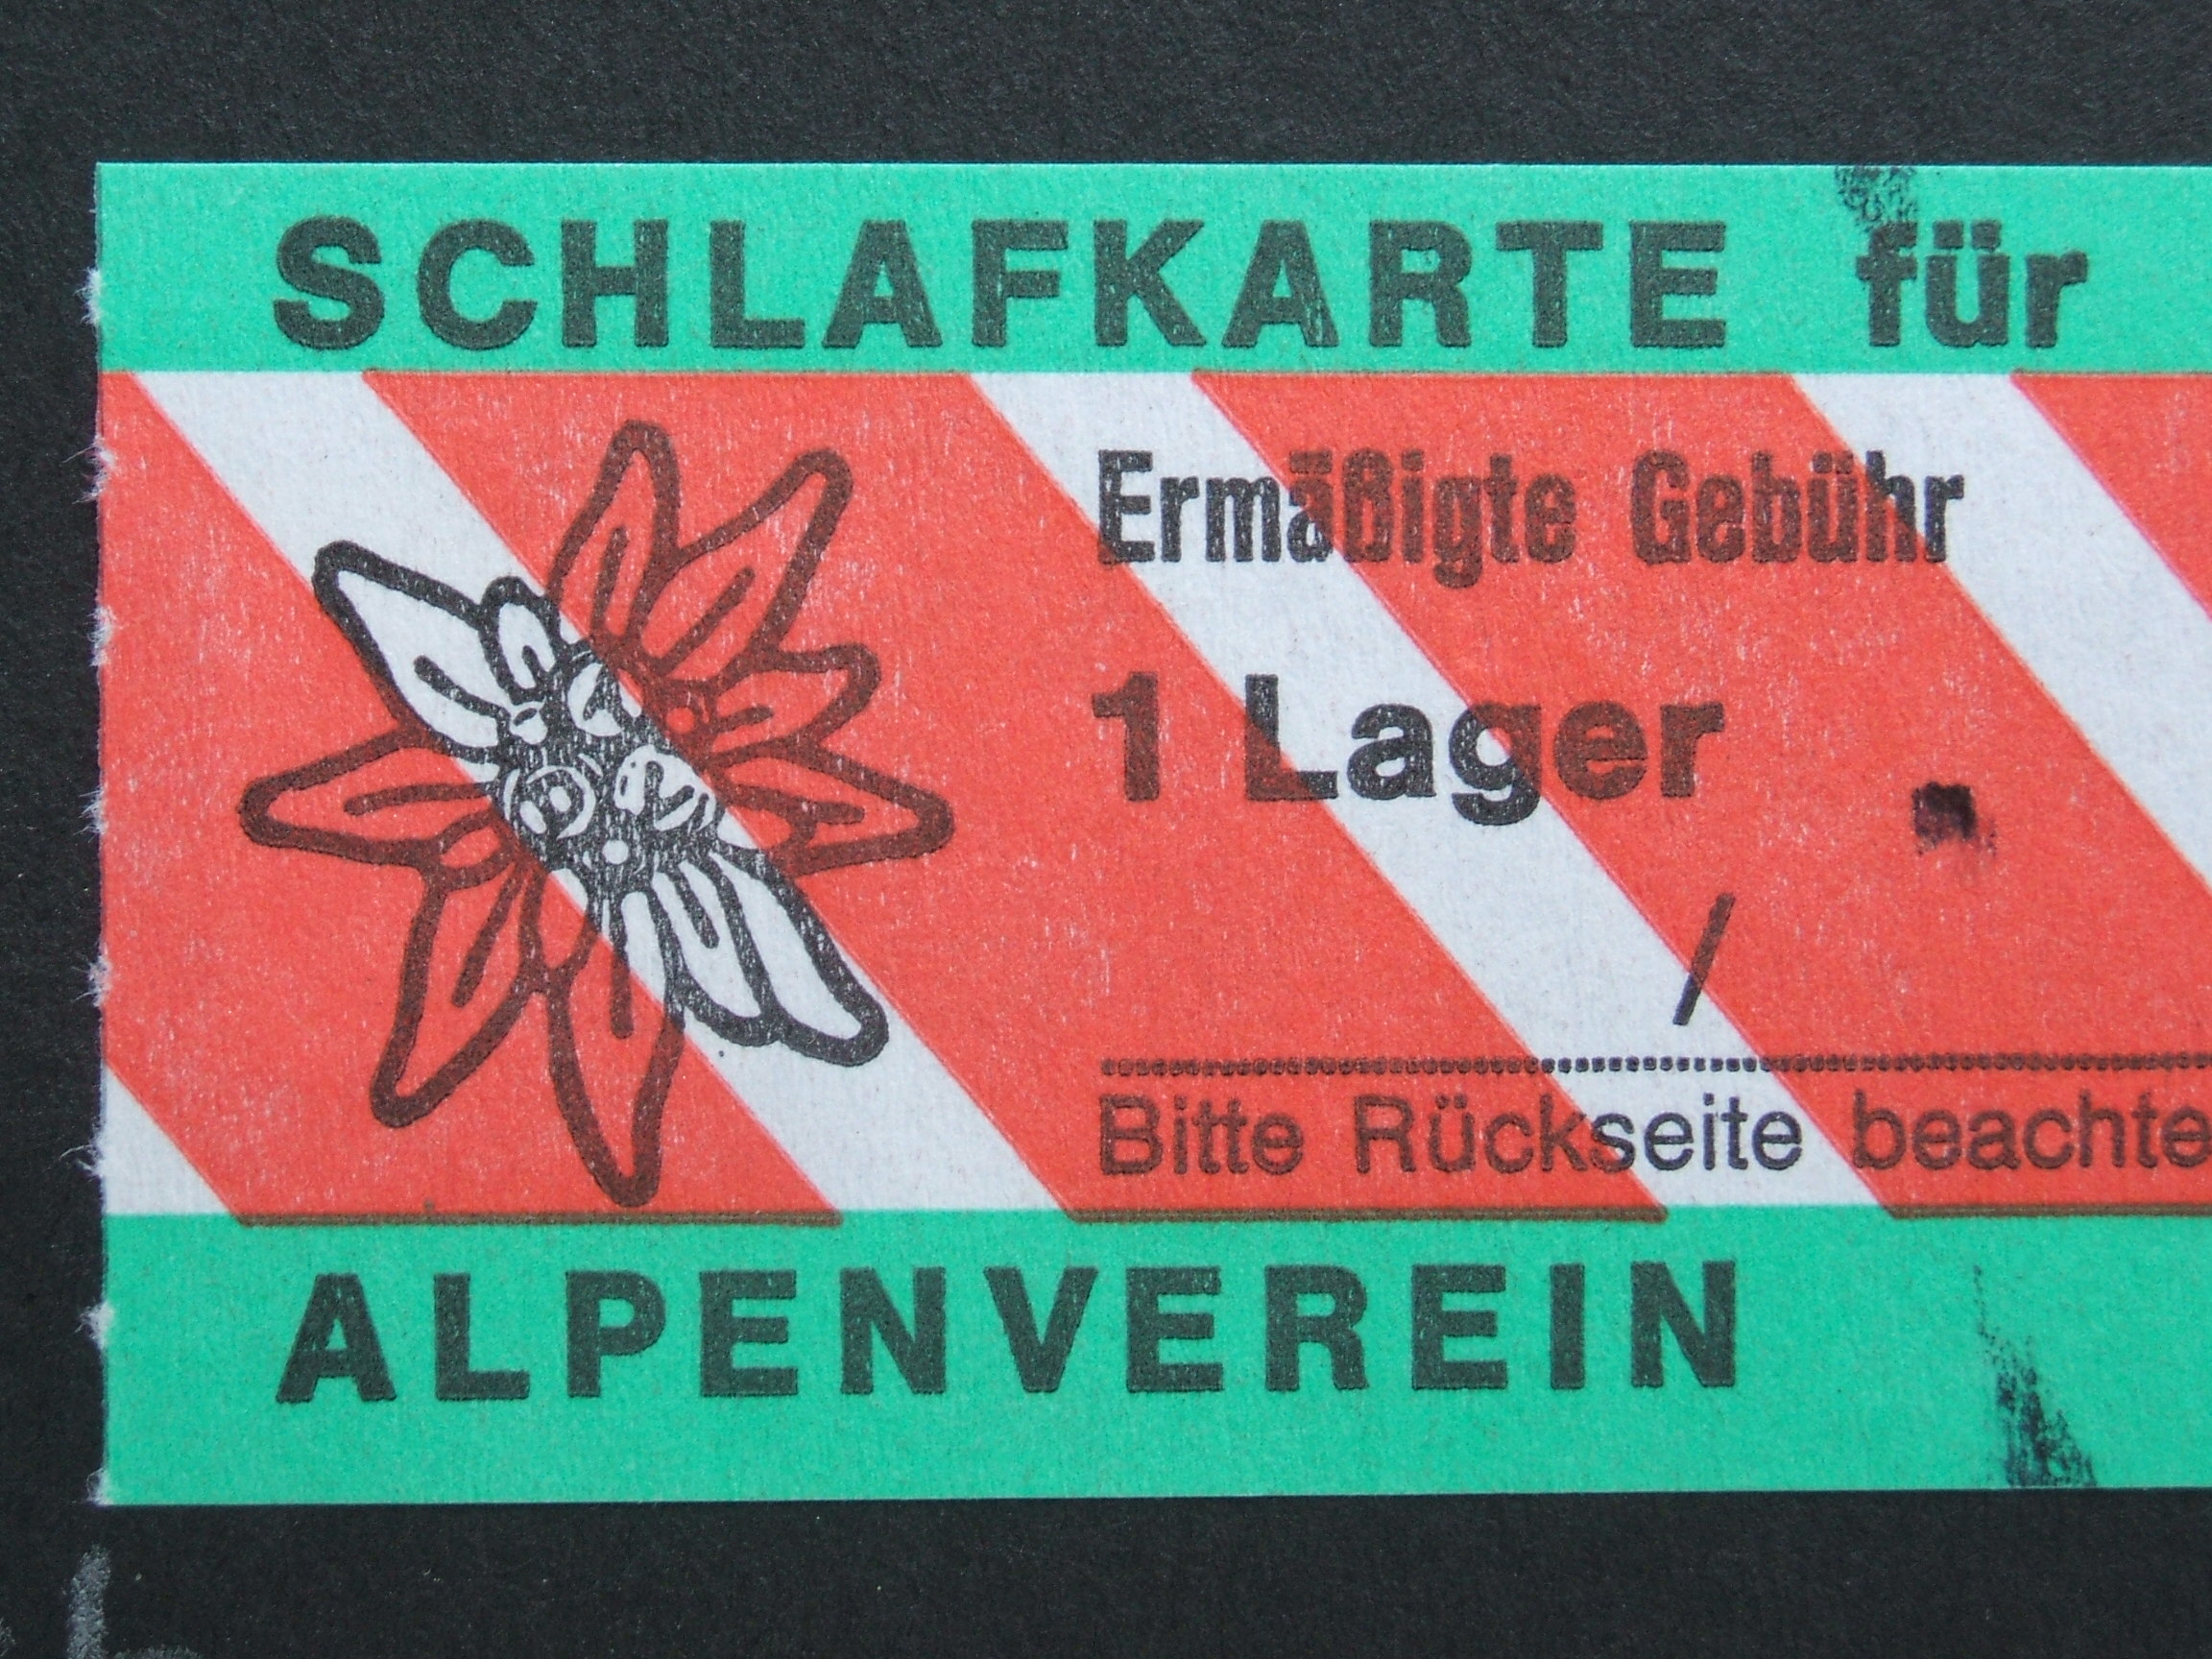 SCHLAFKARTE für
Ermäßigte Gebühr
1 Lager
/
Bitte Rückseite beachte
ALPENVEREIN